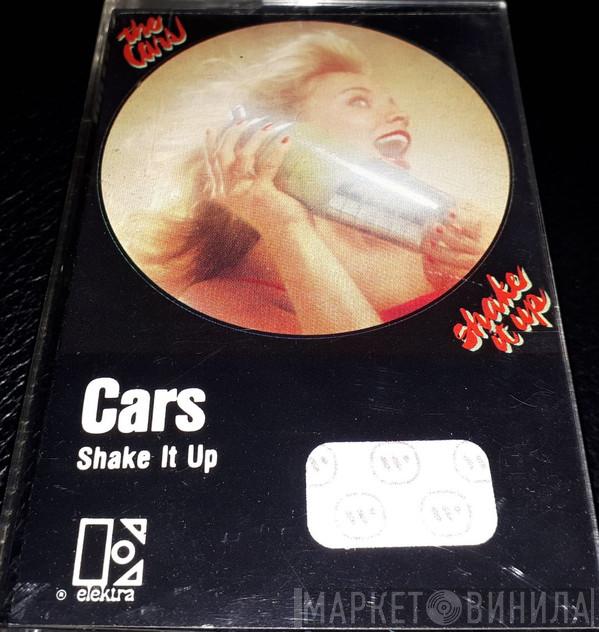 the
Cars
shake
it up
Cars
Shake It Up
® elektra
МАРКЕТ ВИНИЛА